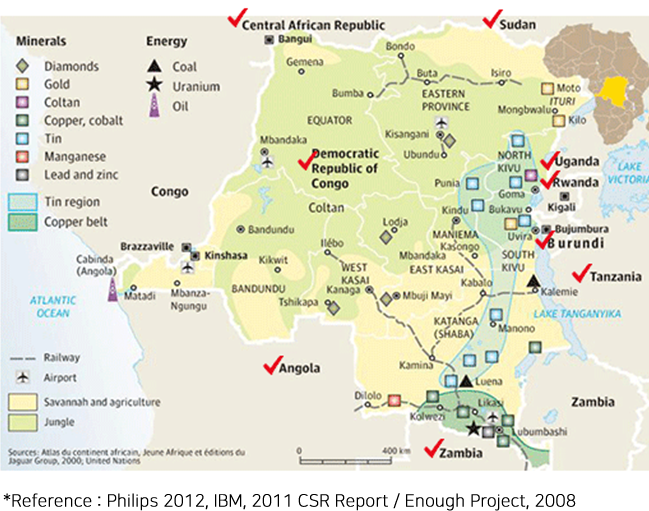 Central African Republic
Sudan
Minerals
Energy
Diamonds
Gold
Coltan
Copper, cobalt
Tin
Manganese
Lead and zinc
Tin region
Copper belt
Coal
Uranium
Oil
Bangui
Gemena
Bondo
Bumba
Buta
Isiro
Moto
ITURI
Mongbwalu
Kilo
EASTERN
PROVINCE
EQUATOR
Kisangani
Ubundu
Mbandaka
Democratic
Republic of
Congo
NORTH
KIVU
Uganda
LAKE
VICTORIA
Punia
Goma
Rwanda
Kigali
Congo
Coltan
Lodja
Kindu
Bukavu
MANIEMA
Uvira
Bujumbura
Burundi
Brazzaville
Kinshasa
Bandundu
Ilébo
Mbandaka
Kasongo
SOUTH
KIVU
Cabinda
(Angola)
Kikwit
WEST
KASAI
EAST KASAI
Tanzania
Matadi
Mbanza-
Ngungu
BANDUNDU
Tshikapa
Kanaga
Mbuji Mayi
Kabalo
Kalemie
ATLANTIC
OCEAN
KATANGA
(SHABA)
Manono
LAKE TANGANYIKA
Railway
Airport
Angola
Kamina
Luena
Savannah and agriculture
Jungle
Dilolo
Kolwezi
Likasi
Lubumbashi
Zambia
Zambia
Sources: Atlas du continent africain, Jeune Afrique et éditions du
Jaguar Group, 2000; United Nations
0
400 km
*Reference : Philips 2012, IBM, 2011 CSR Report / Enough Project, 2008